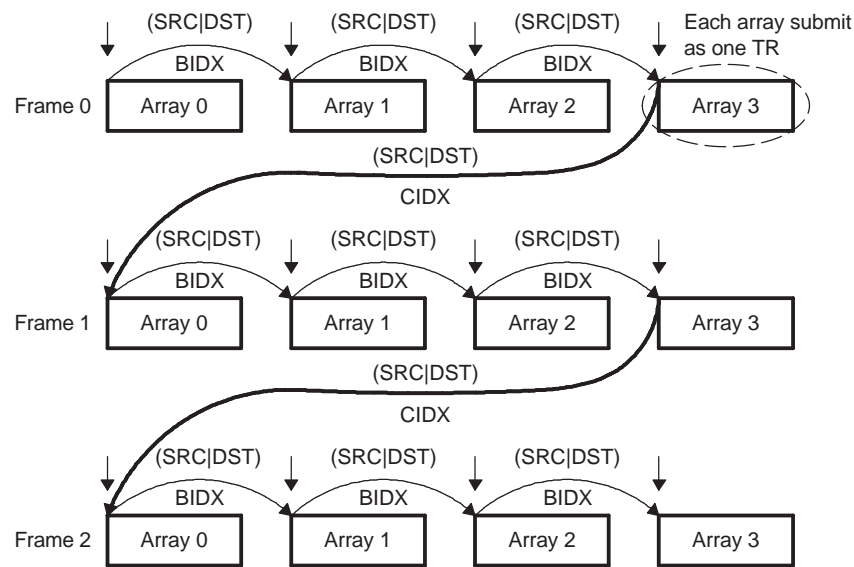 (SRC|DST) (SRC|DST) (SRC|DST) Each array submit
as one TR
BIDX BIDX BIDX
Frame 0 Array 0 Array 1 Array 2 Array 3
(SRC|DST)
CIDX
(SRC|DST) (SRC|DST) (SRC|DST)
BIDX BIDX BIDX
Frame 1 Array 0 Array 1 Array 2 Array 3
(SRC|DST)
CIDX
(SRC|DST) (SRC|DST) (SRC|DST)
BIDX BIDX BIDX
Frame 2 Array 0 Array 1 Array 2 Array 3